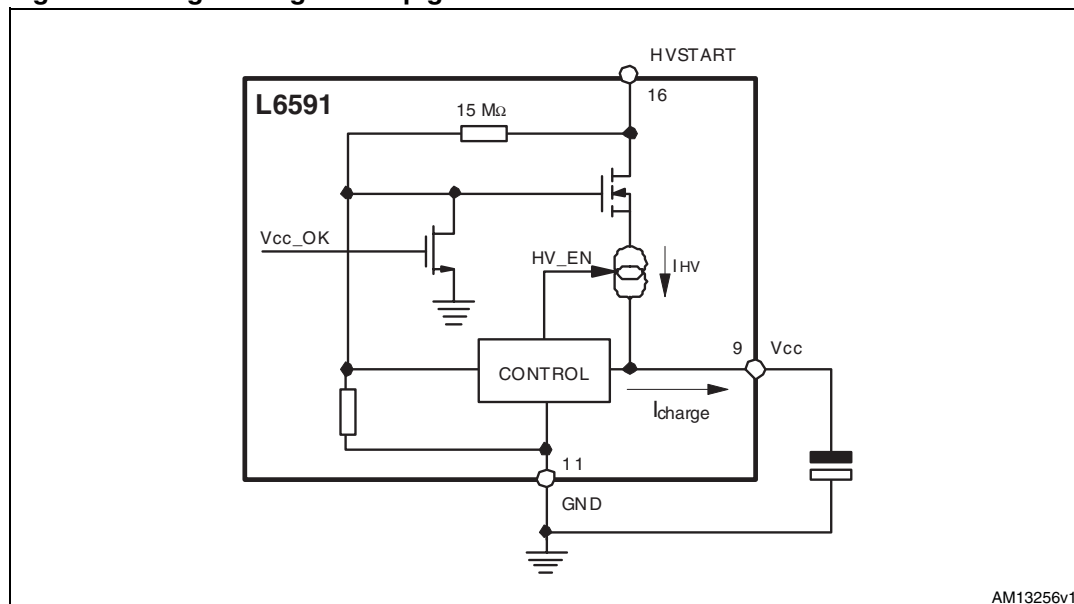 HVSTART
16
L6591
15 MΩ
Vcc_OK
HV_EN
IHV
9 Vcc
CONTROL
Icharge
11
GND
AM13256v1